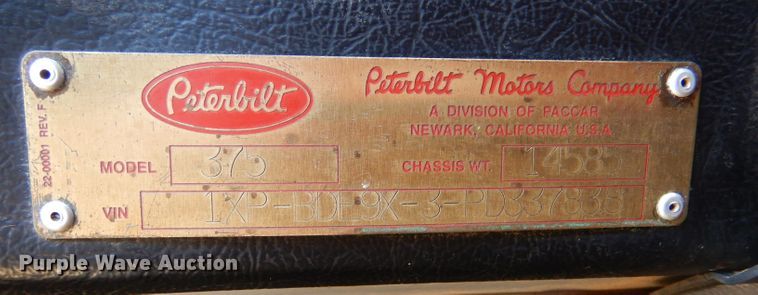 Peterbilt
Peterbilt Motors Company
A DIVISION OF PACCAR
NEWARK, CALIFORNIA U.S.A.
22-00001 REV. F
MODEL 375
CHASSIS WT. 14585
VIN 1XP-BDE9X-3-PD337838
Purple Wave Auction